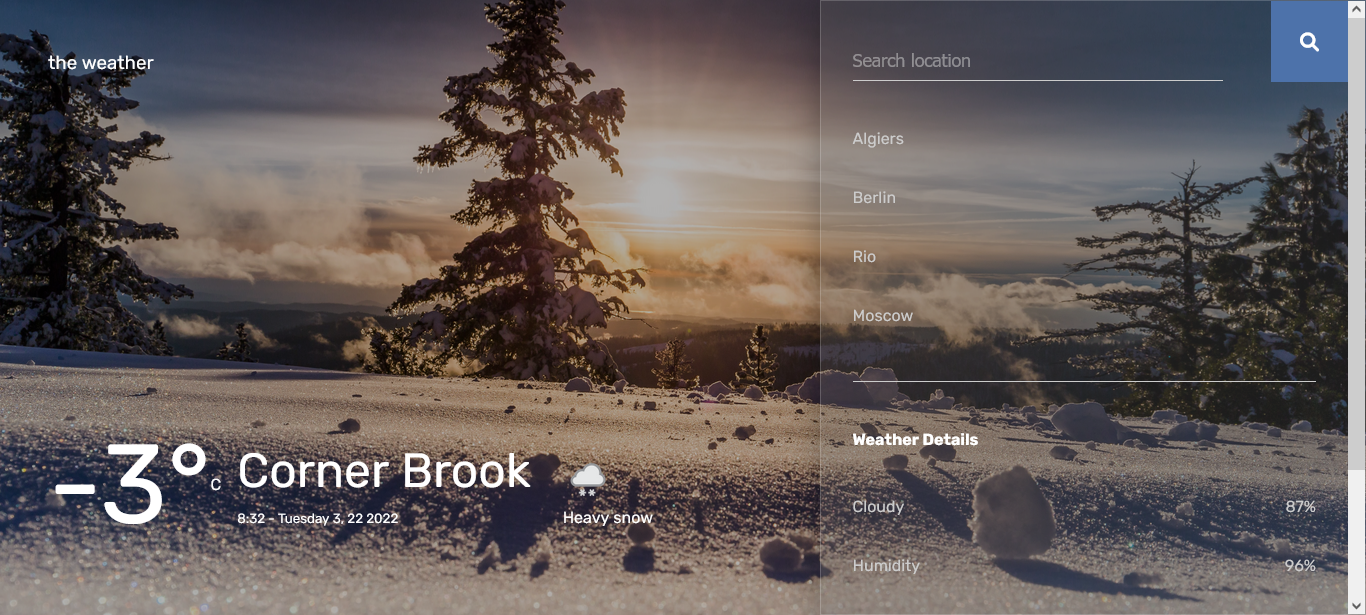 the weather
Search location
Algiers
Berlin
Rio
Moscow
-3° c
Corner Brook
8:32 - Tuesday 3, 22 2022
Heavy snow
Weather Details
Cloudy 87%
Humidity 96%